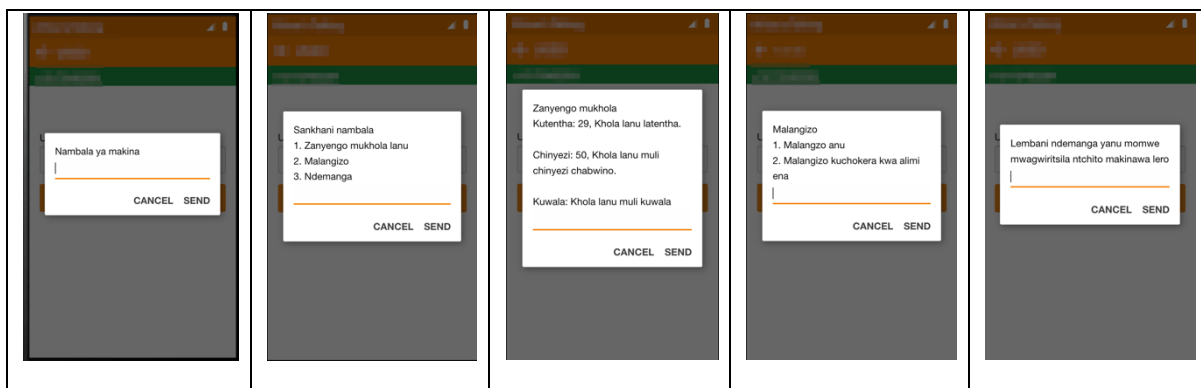 Nambala ya makina
CANCEL SEND
Sankhani nambala
1. Zanyengo mukhola lanu
2. Malangizo
3. Ndemanga
CANCEL SEND
Zanyengo mukhola
Kutentha: 29, Khola lanu latentha.
Chinyezi: 50, Khola lanu muli
chinyezi chabwino.
Kuwala: Khola lanu muli kuwala
CANCEL SEND
Malangizo
1. Malangzo anu
2. Malangizo kuchokera kwa alimi
ena
CANCEL SEND
Lembani ndemanga yanu momwe
mwagwiritsila ntchito makinawa lero
CANCEL SEND